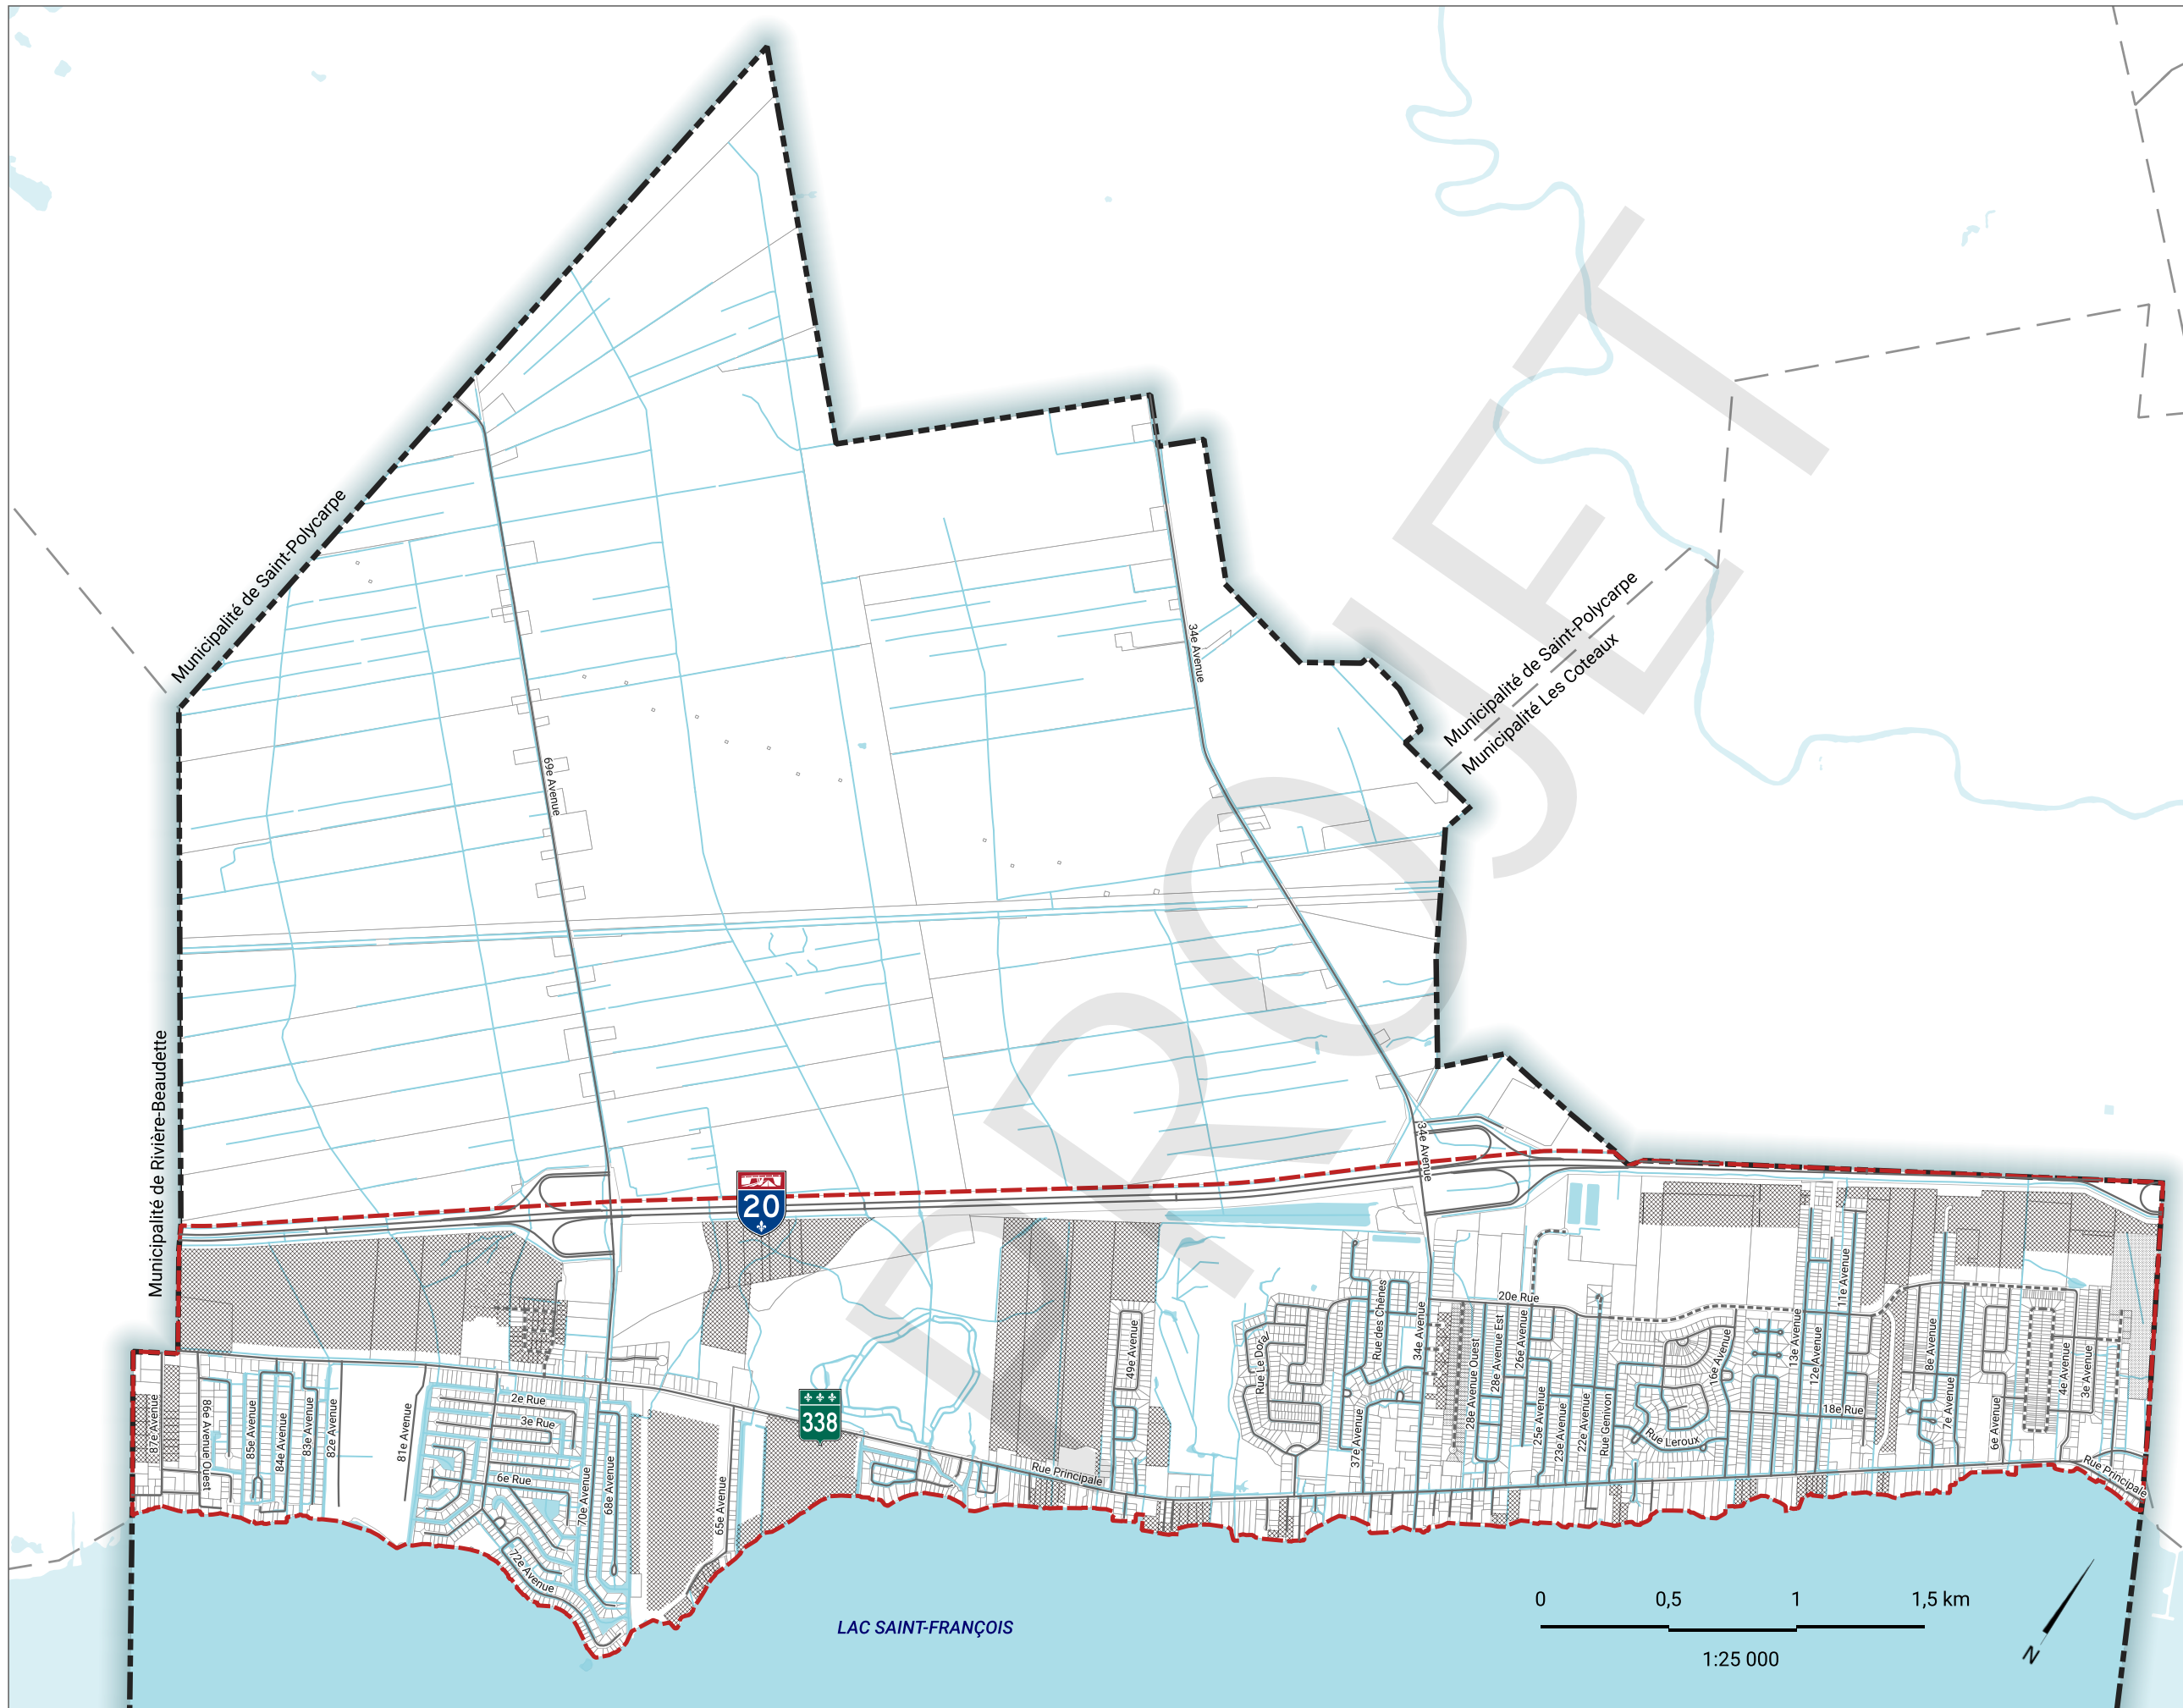 Municipalité de Saint-Polycarpe
Municipalité de Saint-Polycarpe
Municipalité Les Coteaux
Municipalité de Rivière-Beaudette
PROJET
69e Avenue
34e Avenue
34e Avenue
20
338
20e Rue
87e Avenue
86e Avenue Ouest
85e Avenue
84e Avenue
83e Avenue
82e Avenue
81e Avenue
2e Rue
3e Rue
6e Rue
72e Avenue
70e Avenue
68e Avenue
65e Avenue
Rue Principale
49e Avenue
Rue Le Doral
37e Avenue
Rue des Chênes
34e Avenue
28e Avenue Ouest
28e Avenue Est
26e Avenue
25e Avenue
23e Avenue
22e Avenue
Rue Genivon
Rue Leroux
16e Avenue
13e Avenue
12e Avenue
11e Avenue
18e Rue
8e Avenue
7e Avenue
6e Avenue
4e Avenue
3e Avenue
Rue Principale
LAC SAINT-FRANÇOIS
0 0,5 1 1,5 km
1:25 000
N